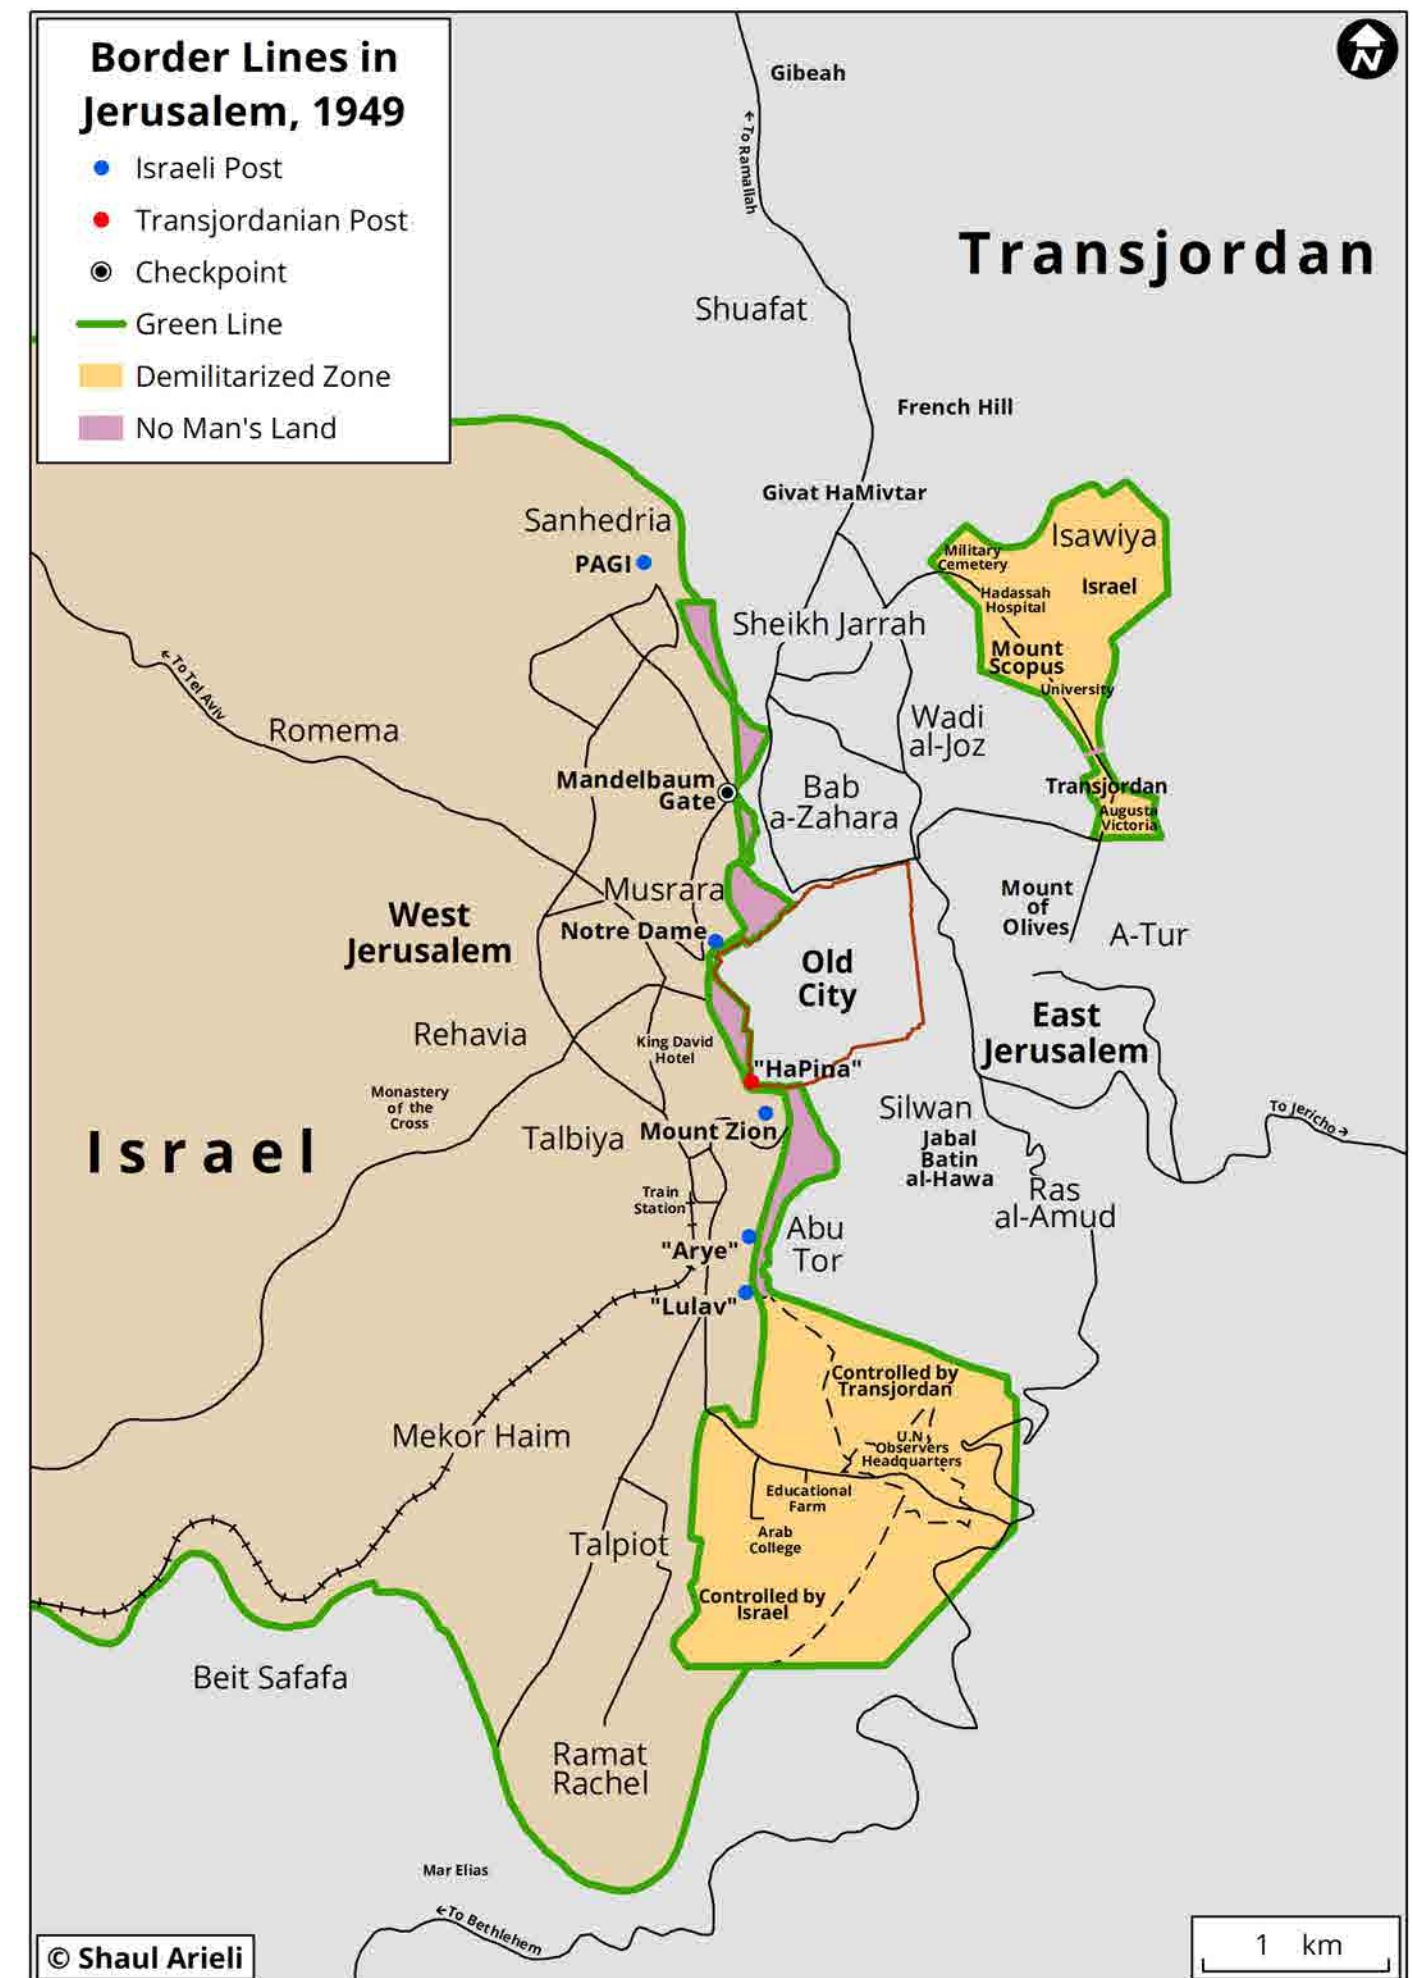 Border Lines in
Jerusalem, 1949
Israeli Post
Transjordanian Post
Checkpoint
Green Line
Demilitarized Zone
No Man's Land
N
Gibeah
← To Ramallah
Transjordan
Shuafat
French Hill
Givat HaMivtar
Sanhedria
PAGI
Isawiya
Military
Cemetery
Israel
Hadassah
Hospital
Sheikh Jarrah
Mount
Scopus
University
← To Tel Aviv
Romema
Wadi
al-Joz
Mandelbaum
Gate
Bab
a-Zahara
Transjordan
Augusta
Victoria
Musrara
West
Jerusalem
Notre Dame
Mount
of
Olives
A-Tur
Old
City
Rehavia
King David
Hotel
East
Jerusalem
"HaPina"
Monastery
of the
Cross
Israel
Talbiya
Mount Zion
Silwan
Jabal
Batin
al-Hawa
To Jericho →
Ras
al-Amud
Train
Station
Abu
Tor
"Arye"
"Lulav"
Controlled by
Transjordan
Mekor Haim
U.N.
Observers
Headquarters
Educational
Farm
Arab
College
Talpiot
Controlled by
Israel
Beit Safafa
Ramat
Rachel
Mar Elias
← To Bethlehem
© Shaul Arieli
1 km